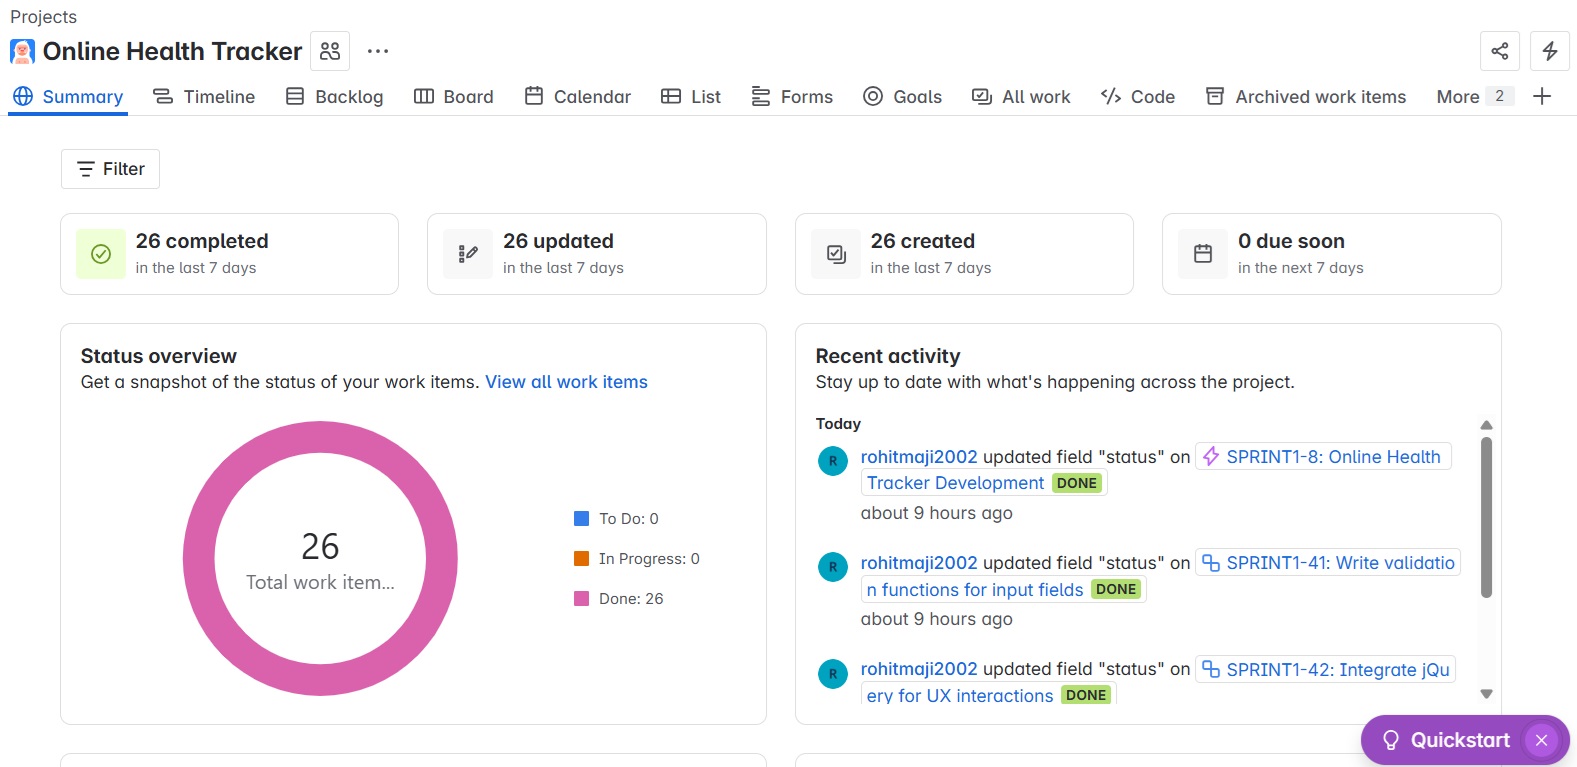 Projects
Online Health Tracker
Summary Timeline Backlog Board Calendar List Forms Goals All work Code Archived work items More 2
Filter
26 completed
in the last 7 days
26 updated
in the last 7 days
26 created
in the last 7 days
0 due soon
in the next 7 days
Status overview
Get a snapshot of the status of your work items. View all work items
26
Total work item...
To Do: 0
In Progress: 0
Done: 26
Recent activity
Stay up to date with what's happening across the project.
Today
R
rohitmaji2002 updated field "status" on SPRINT1-8: Online Health
Tracker Development DONE
about 9 hours ago
R
rohitmaji2002 updated field "status" on SPRINT1-41: Write validatio
n functions for input fields DONE
about 9 hours ago
R
rohitmaji2002 updated field "status" on SPRINT1-42: Integrate jQu
ery for UX interactions DONE
Quickstart